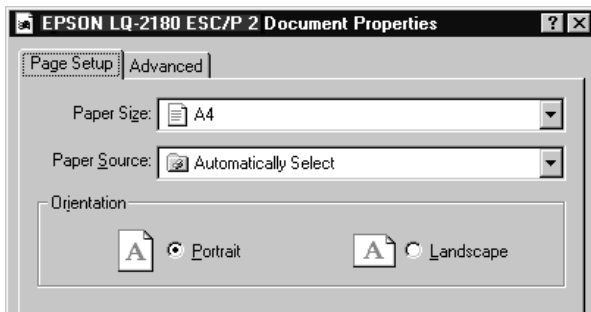 EPSON LQ-2180 ESC/P 2 Document Properties
Page Setup Advanced
Paper Size: A4
Paper Source: Automatically Select
Orientation
A Portrait A Landscape